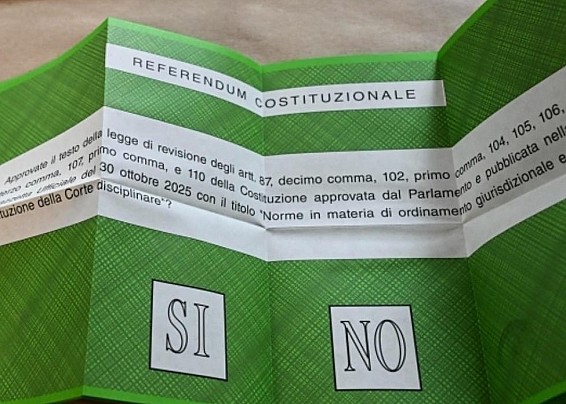 REFERENDUM COSTITUZIONALE
Approvate il testo della legge di revisione degli artt. 87, decimo comma, 102, primo comma, 104, 105, 106,
terzo comma, 107, primo comma, e 110 della Costituzione approvata dal Parlamento e pubblicata nella
Ufficiale del 30 ottobre 2025 con il titolo "Norme in materia di ordinamento giurisdizionale e
tuzione della Corte disciplinare"?
SI NO